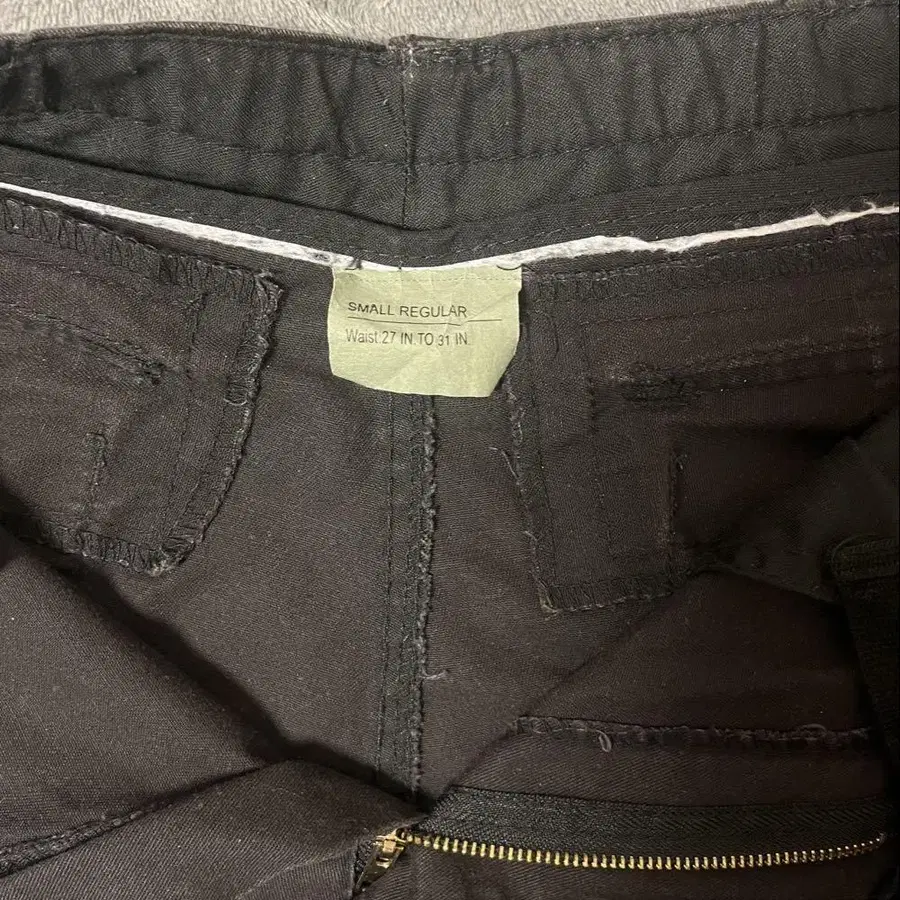 SMALL REGULAR
Waist:27 IN.TO 31 IN.